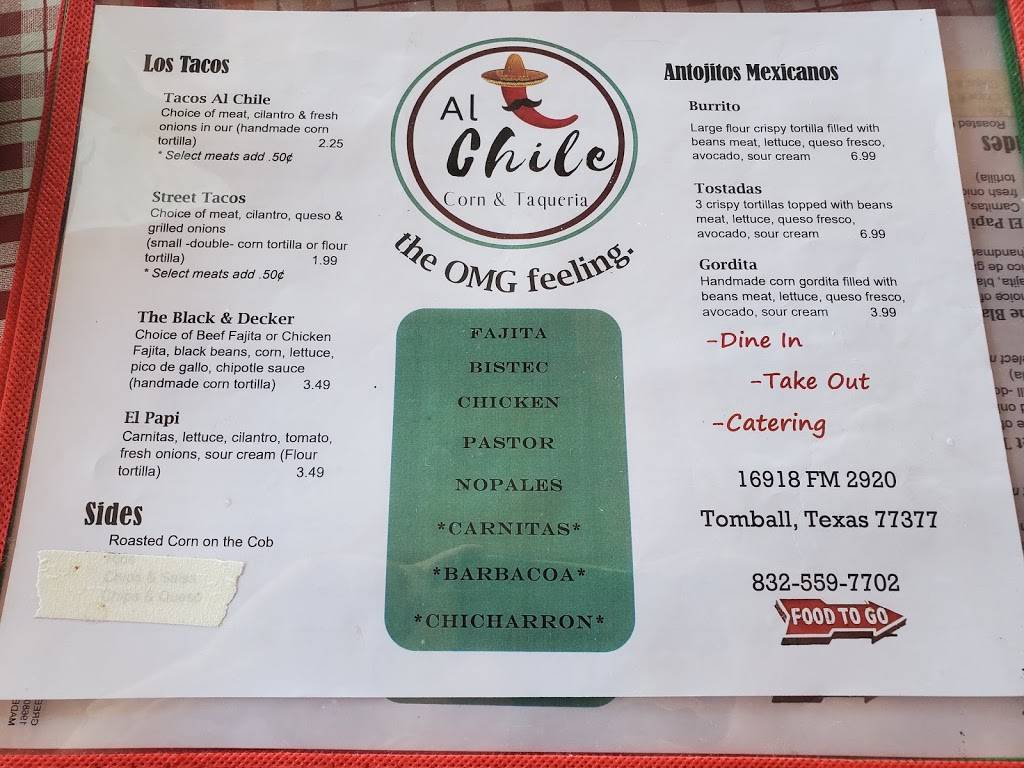 Los Tacos
Tacos Al Chile
Choice of meat, cilantro & fresh
onions in our (handmade corn
tortilla) 2.25
* Select meats add .50¢
Street Tacos
Choice of meat, cilantro, queso &
grilled onions
(small -double- corn tortilla or flour
tortilla) 1.99
* Select meats add .50¢
The Black & Decker
Choice of Beef Fajita or Chicken
Fajita, black beans, corn, lettuce,
pico de gallo, chipotle sauce
(handmade corn tortilla) 3.49
El Papi
Carnitas, lettuce, cilantro, tomato,
fresh onions, sour cream (Flour
tortilla) 3.49
Sides
Roasted Corn on the Cob
Chips & Salsa
Chips & Queso
Al
Chile
Corn & Taqueria
the OMG feeling.
FAJITA
BISTEC
CHICKEN
PASTOR
NOPALES
*CARNITAS*
*BARBACOA*
*CHICHARRON*
Antojitos Mexicanos
Burrito
Large flour crispy tortilla filled with
beans meat, lettuce, queso fresco,
avocado, sour cream 6.99
Tostadas
3 crispy tortillas topped with beans
meat, lettuce, queso fresco,
avocado, sour cream 6.99
Gordita
Handmade corn gordita filled with
beans meat, lettuce, queso fresco,
avocado, sour cream 3.99
-Dine In
-Take Out
-Catering
16918 FM 2920
Tomball, Texas 77377
832-559-7702
FOOD TO GO